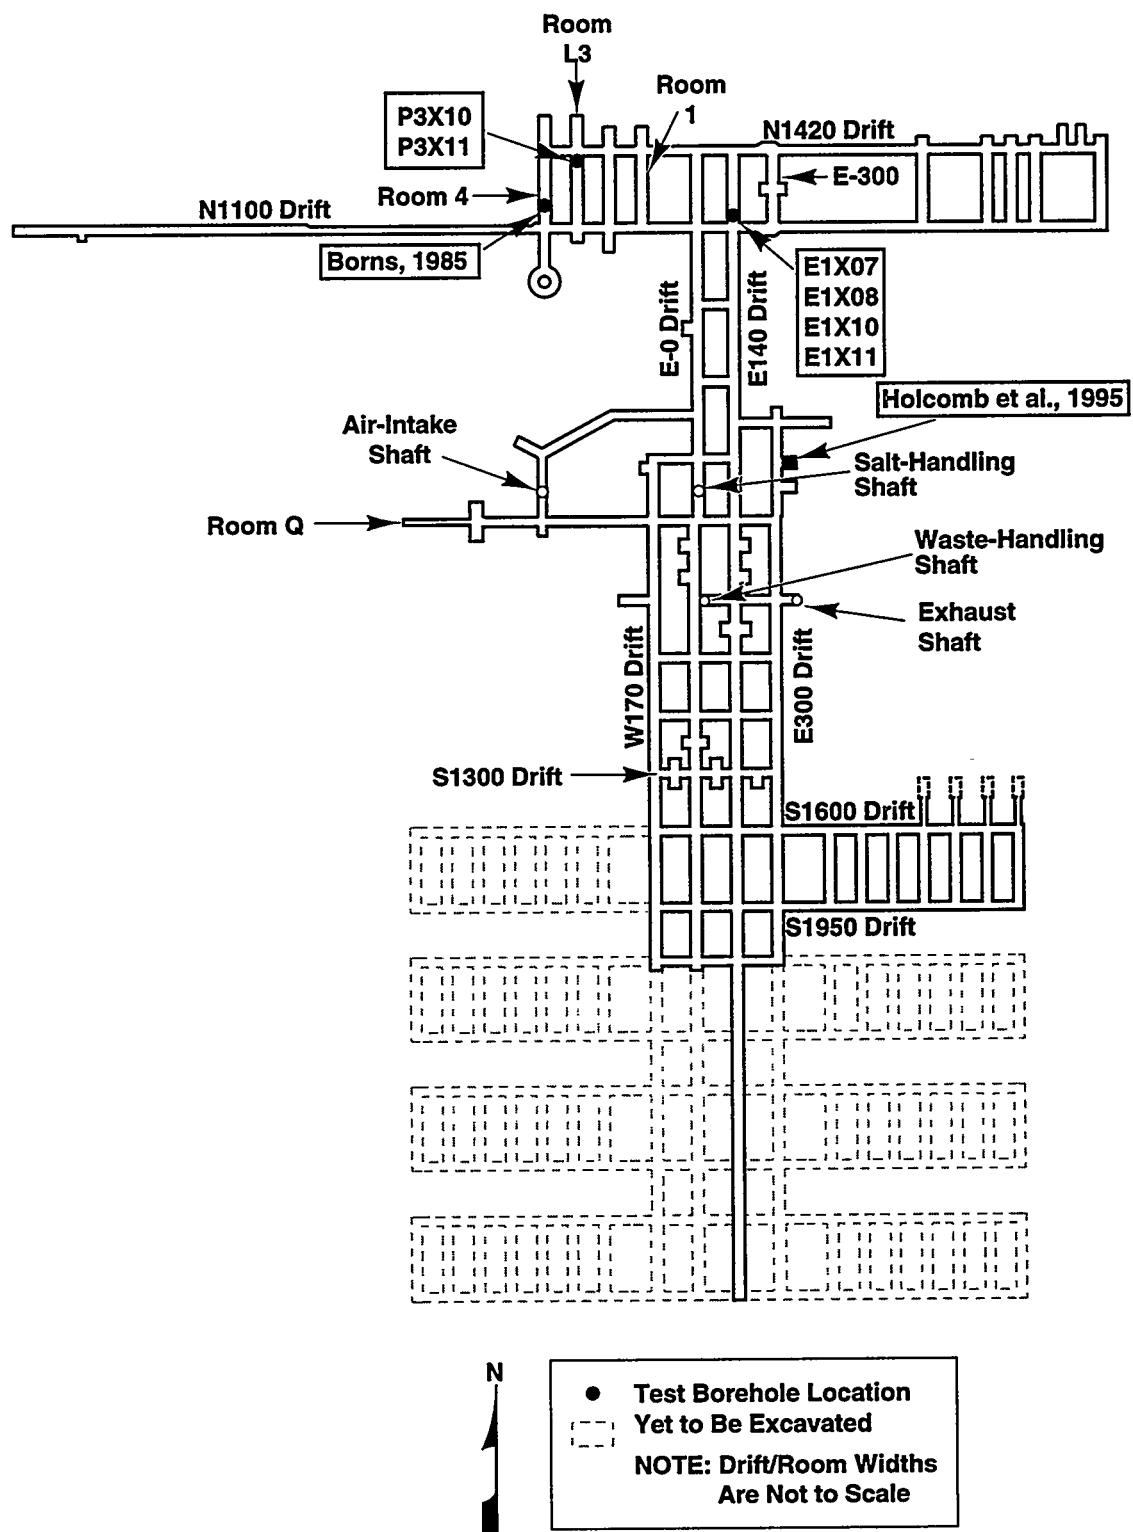 Room
L3
Room
1
P3X10
P3X11
N1420 Drift
E-300
Room 4
N1100 Drift
Borns, 1985
E1X07
E1X08
E1X10
E1X11
E-0 Drift
E140 Drift
Holcomb et al., 1995
Air-Intake
Shaft
Salt-Handling
Shaft
Room Q
Waste-Handling
Shaft
Exhaust
Shaft
W170 Drift
E300 Drift
S1300 Drift
S1600 Drift
S1950 Drift
N
Test Borehole Location
Yet to Be Excavated
NOTE: Drift/Room Widths
Are Not to Scale